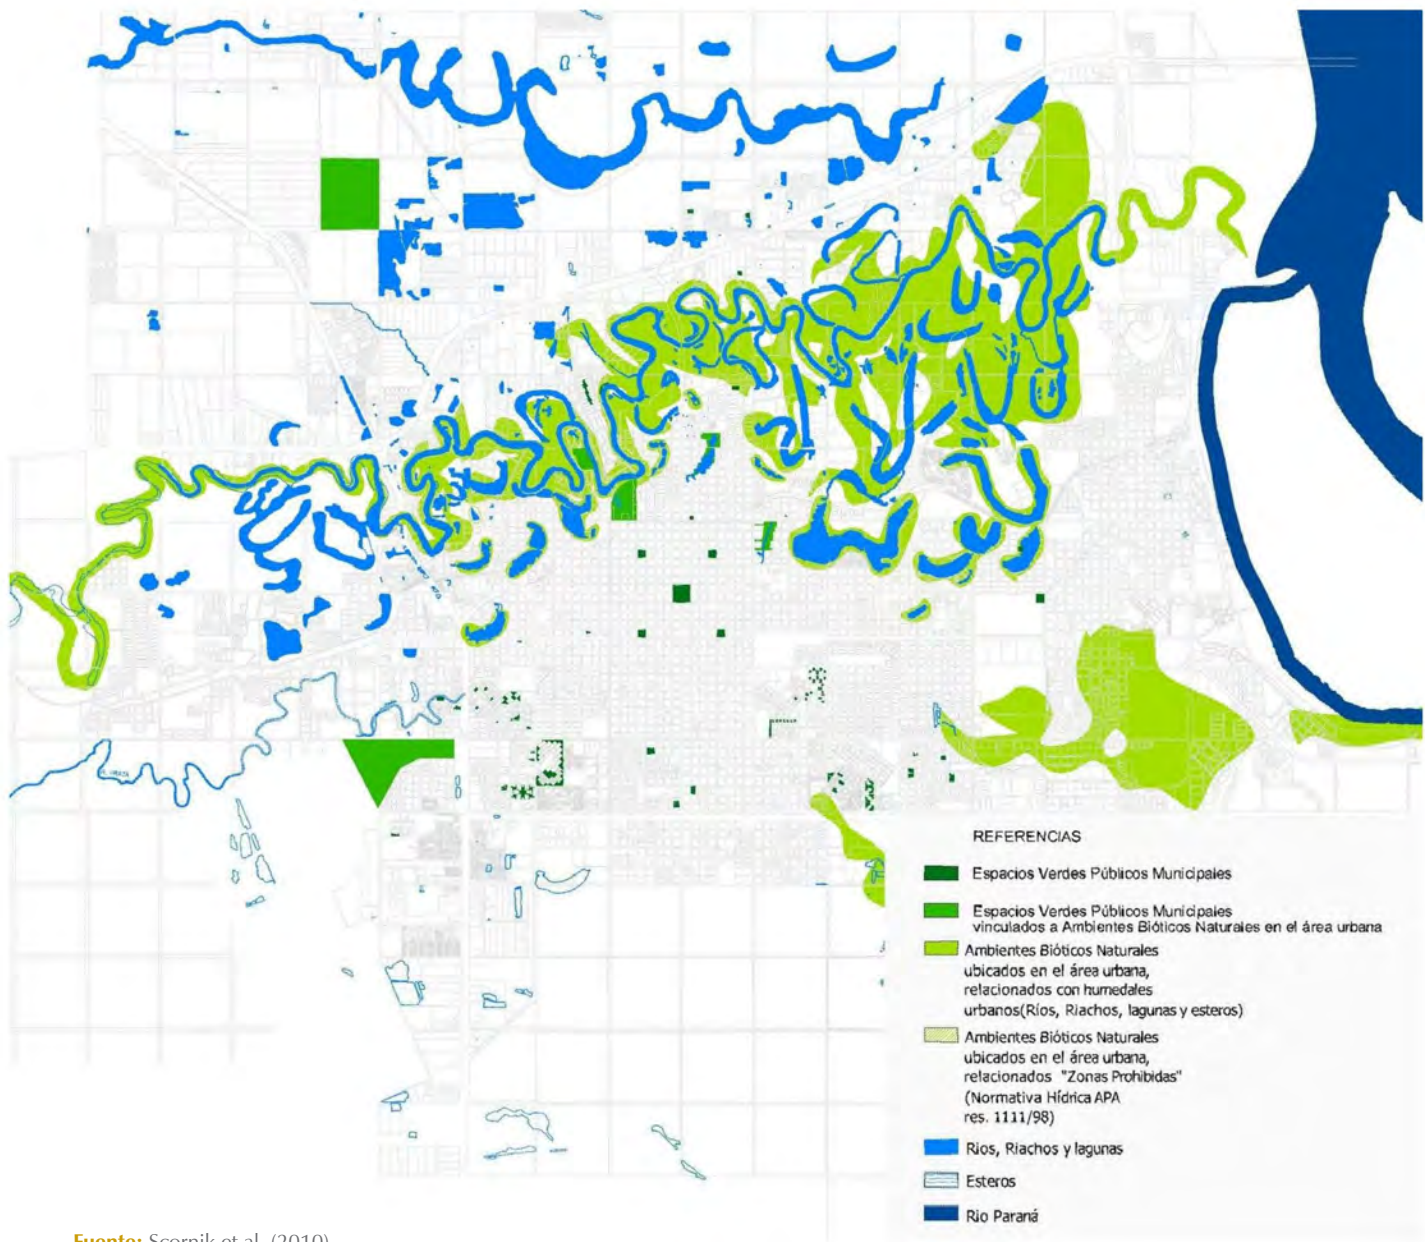 REFERENCIAS
Espacios Verdes Públicos Municipales
Espacios Verdes Públicos Municipales
vinculados a Ambientes Bióticos Naturales en el área urbana
Ambientes Bióticos Naturales
ubicados en el área urbana,
relacionados con humedales
urbanos(Ríos, Riachos, lagunas y esteros)
Ambientes Bióticos Naturales
ubicados en el área urbana,
relacionados "Zonas Prohibidas"
(Normativa Hídrica APA
res. 1111/98)
Rios, Riachos y lagunas
Esteros
Rio Paraná
Fuente: Scornik et al. (2010)